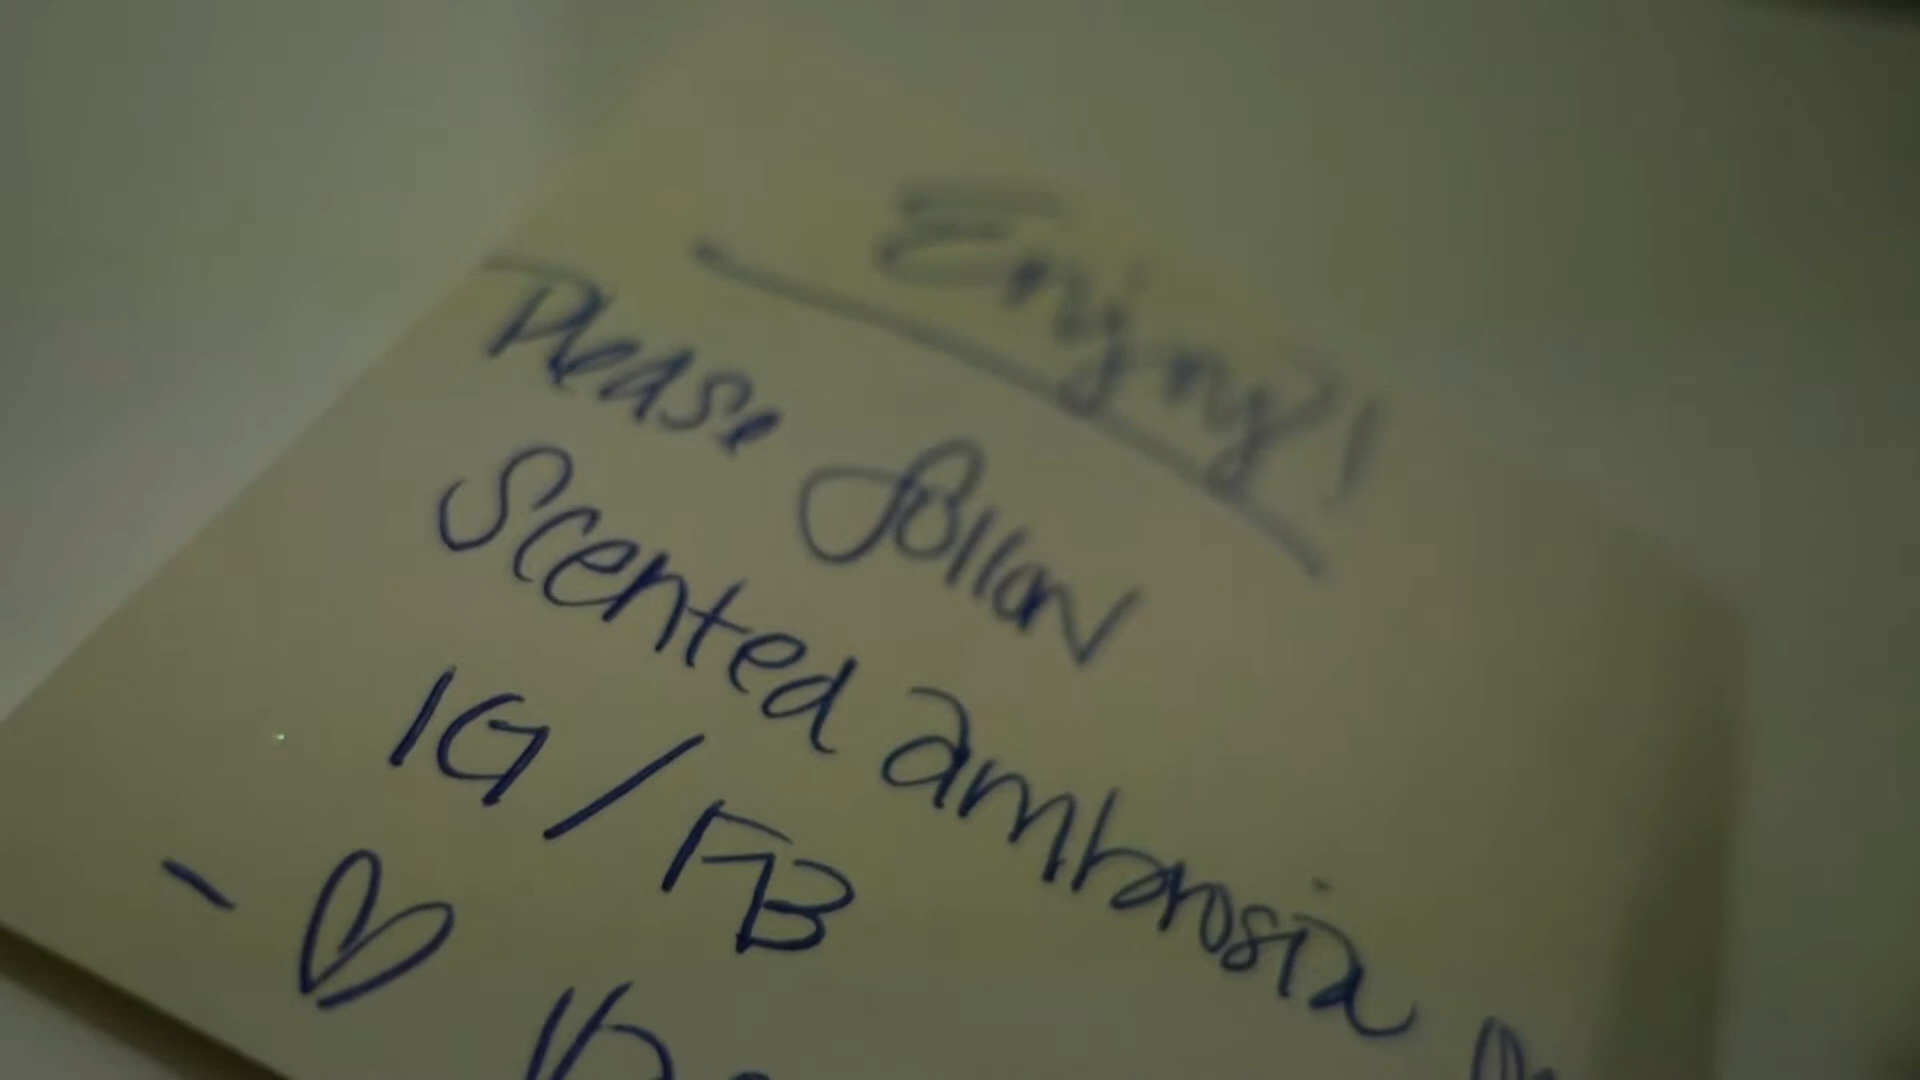 Enjoy!
Please follow
Scented ambrosia
IG/FB
- ♡